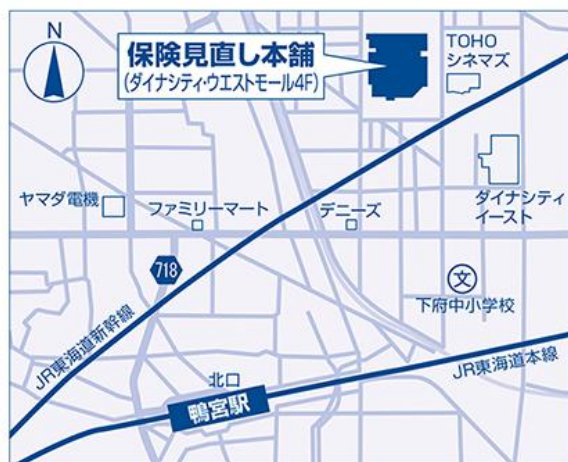 N
保険見直し本舗
(ダイナシティ・ウエストモール4F)
TOHO
シネマズ
ヤマダ電機
ファミリーマート
デニーズ
ダイナシティ
イースト
718
文
下府中小学校
JR東海道新幹線
北口
鴨宮駅
JR東海道本線